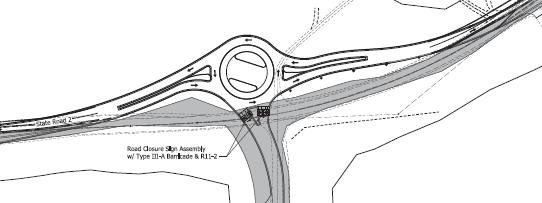 State Road 2
Road Closure Sign Assembly
w/ Type III-A Barricade & R11-2